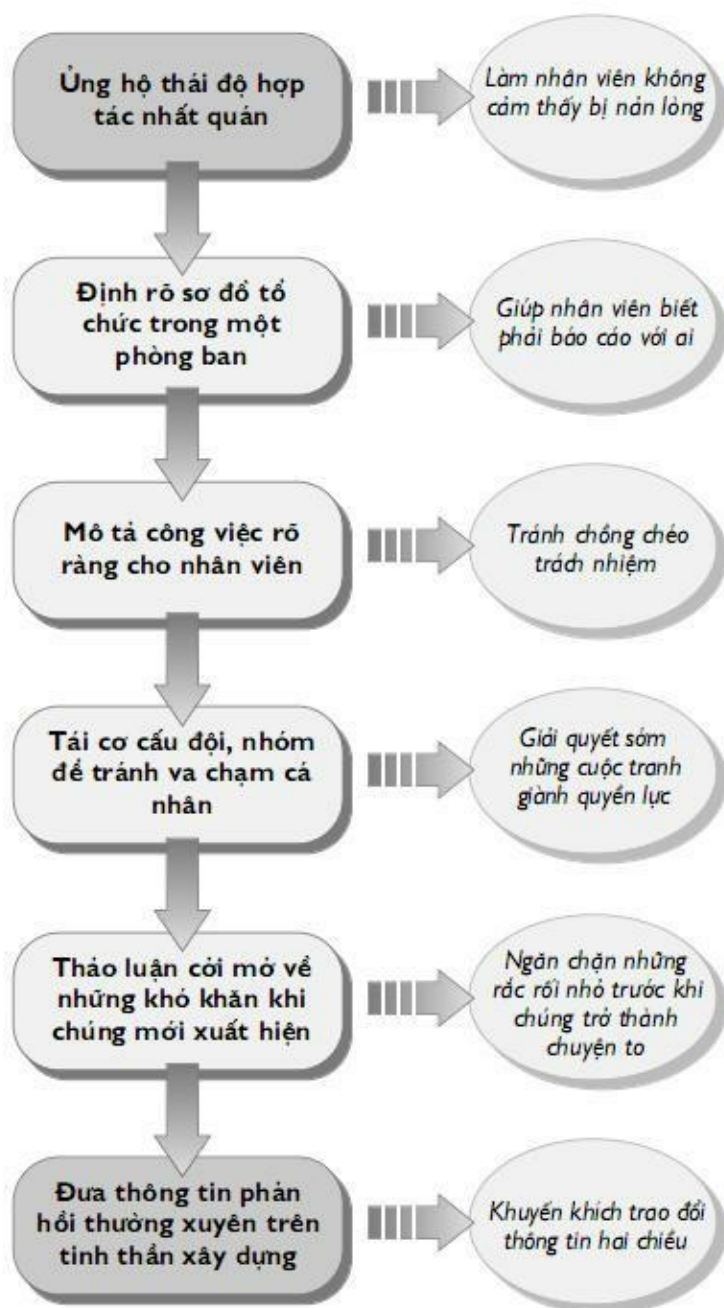 Ủng hộ thái độ hợp
tác nhất quán
Làm nhân viên không
cảm thấy bị nản lòng
Định rõ sơ đồ tổ
chức trong một
phòng ban
Giúp nhân viên biết
phải báo cáo với ai
Mô tả công việc rõ
ràng cho nhân viên
Tránh chồng chéo
trách nhiệm
Tái cơ cấu đội, nhóm
để tránh va chạm cá
nhân
Giải quyết sớm
những cuộc tranh
giành quyền lực
Thảo luận cởi mở về
những khó khăn khi
chúng mới xuất hiện
Ngăn chặn những
rắc rối nhỏ trước khi
chúng trở thành
chuyện to
Đưa thông tin phản
hồi thường xuyên trên
tinh thần xây dựng
Khuyến khích trao đổi
thông tin hai chiều